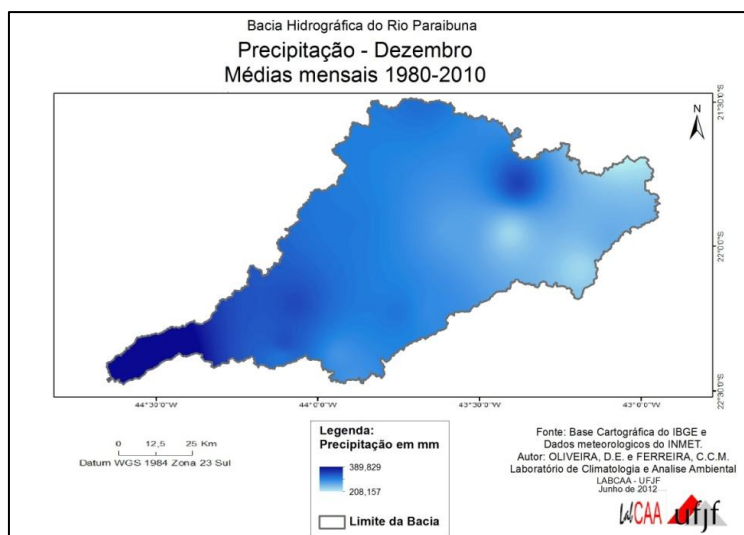 Bacia Hidrográfica do Rio Paraibuna
Precipitação - Dezembro
Médias mensais 1980-2010
21°30'0"S
N
22°0'0"S
22°30'0"S
44°30'0"W
44°0'0"W
43°30'0"W
43°0'0"W
0 12,5 25 Km
Datum WGS 1984 Zona 23 Sul
Legenda:
Precipitação em mm
389,829
208,157
Limite da Bacia
Fonte: Base Cartográfica do IBGE e
Dados meteorologicos do INMET.
Autor: OLIVEIRA, D.E. e FERREIRA, C.C.M.
Laboratório de Climatologia e Analise Ambiental
LABCAA - UFJF
Junho de 2012
LabCAA ufjf